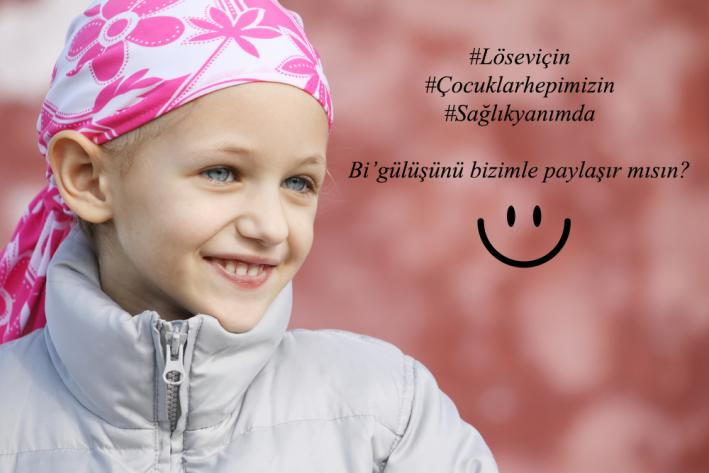 #Löseviçin
#Çocuklarhepimizin
#Sağlıkyanımda
Bi’gülüşünü bizimle paylaşır mısın?